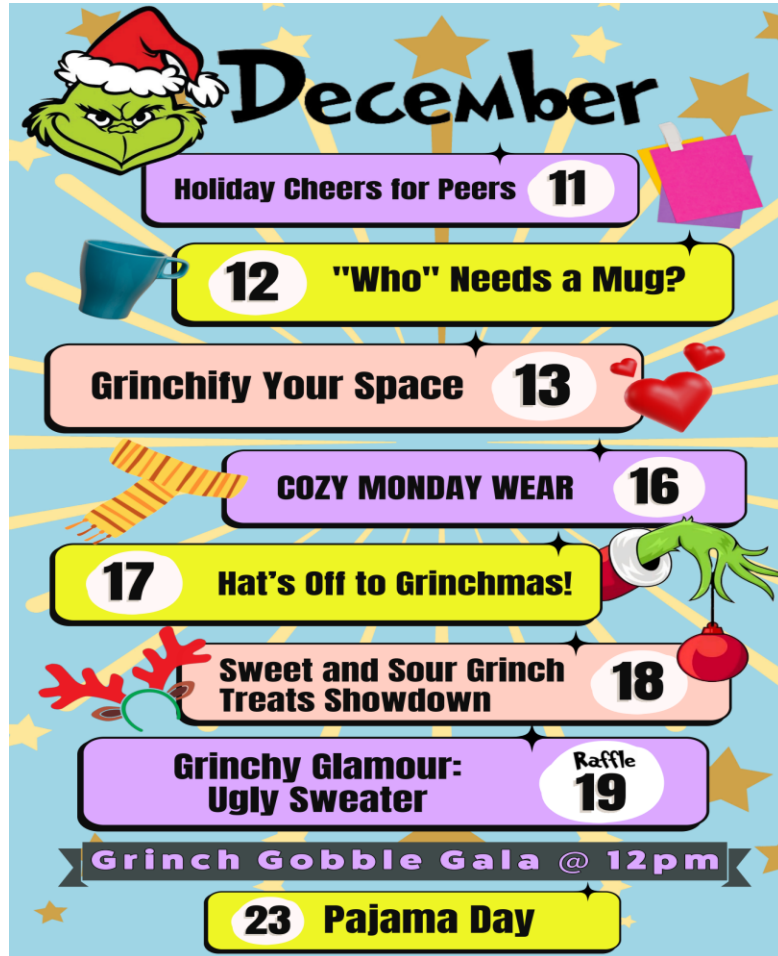 December
Holiday Cheers for Peers 11
12 "Who" Needs a Mug?
Grinchify Your Space 13
COZY MONDAY WEAR 16
17 Hat's Off to Grinchmas!
Sweet and Sour Grinch
Treats Showdown 18
Grinchy Glamour:
Ugly Sweater
Raffle
19
Grinch Gobble Gala @ 12pm
23 Pajama Day